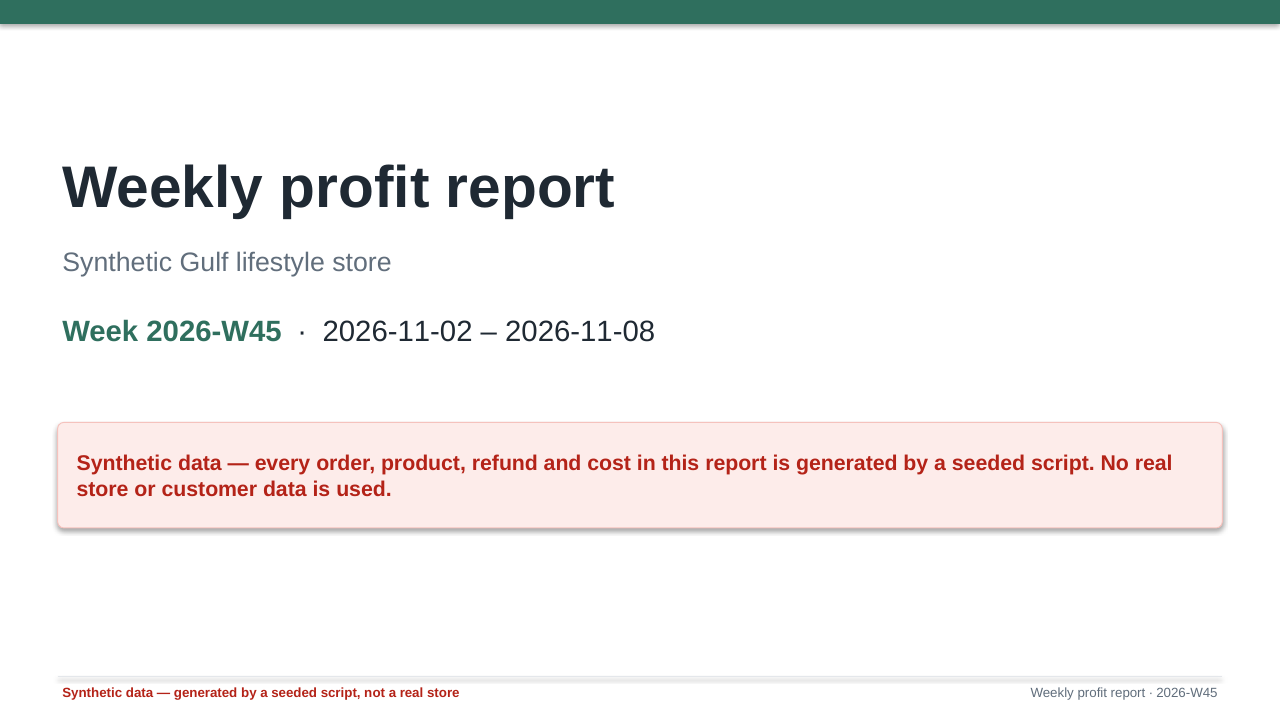 Weekly profit report
Synthetic Gulf lifestyle store
Week 2026-W45 · 2026-11-02 – 2026-11-08
Synthetic data — every order, product, refund and cost in this report is generated by a seeded script. No real
store or customer data is used.
Synthetic data — generated by a seeded script, not a real store
Weekly profit report · 2026-W45